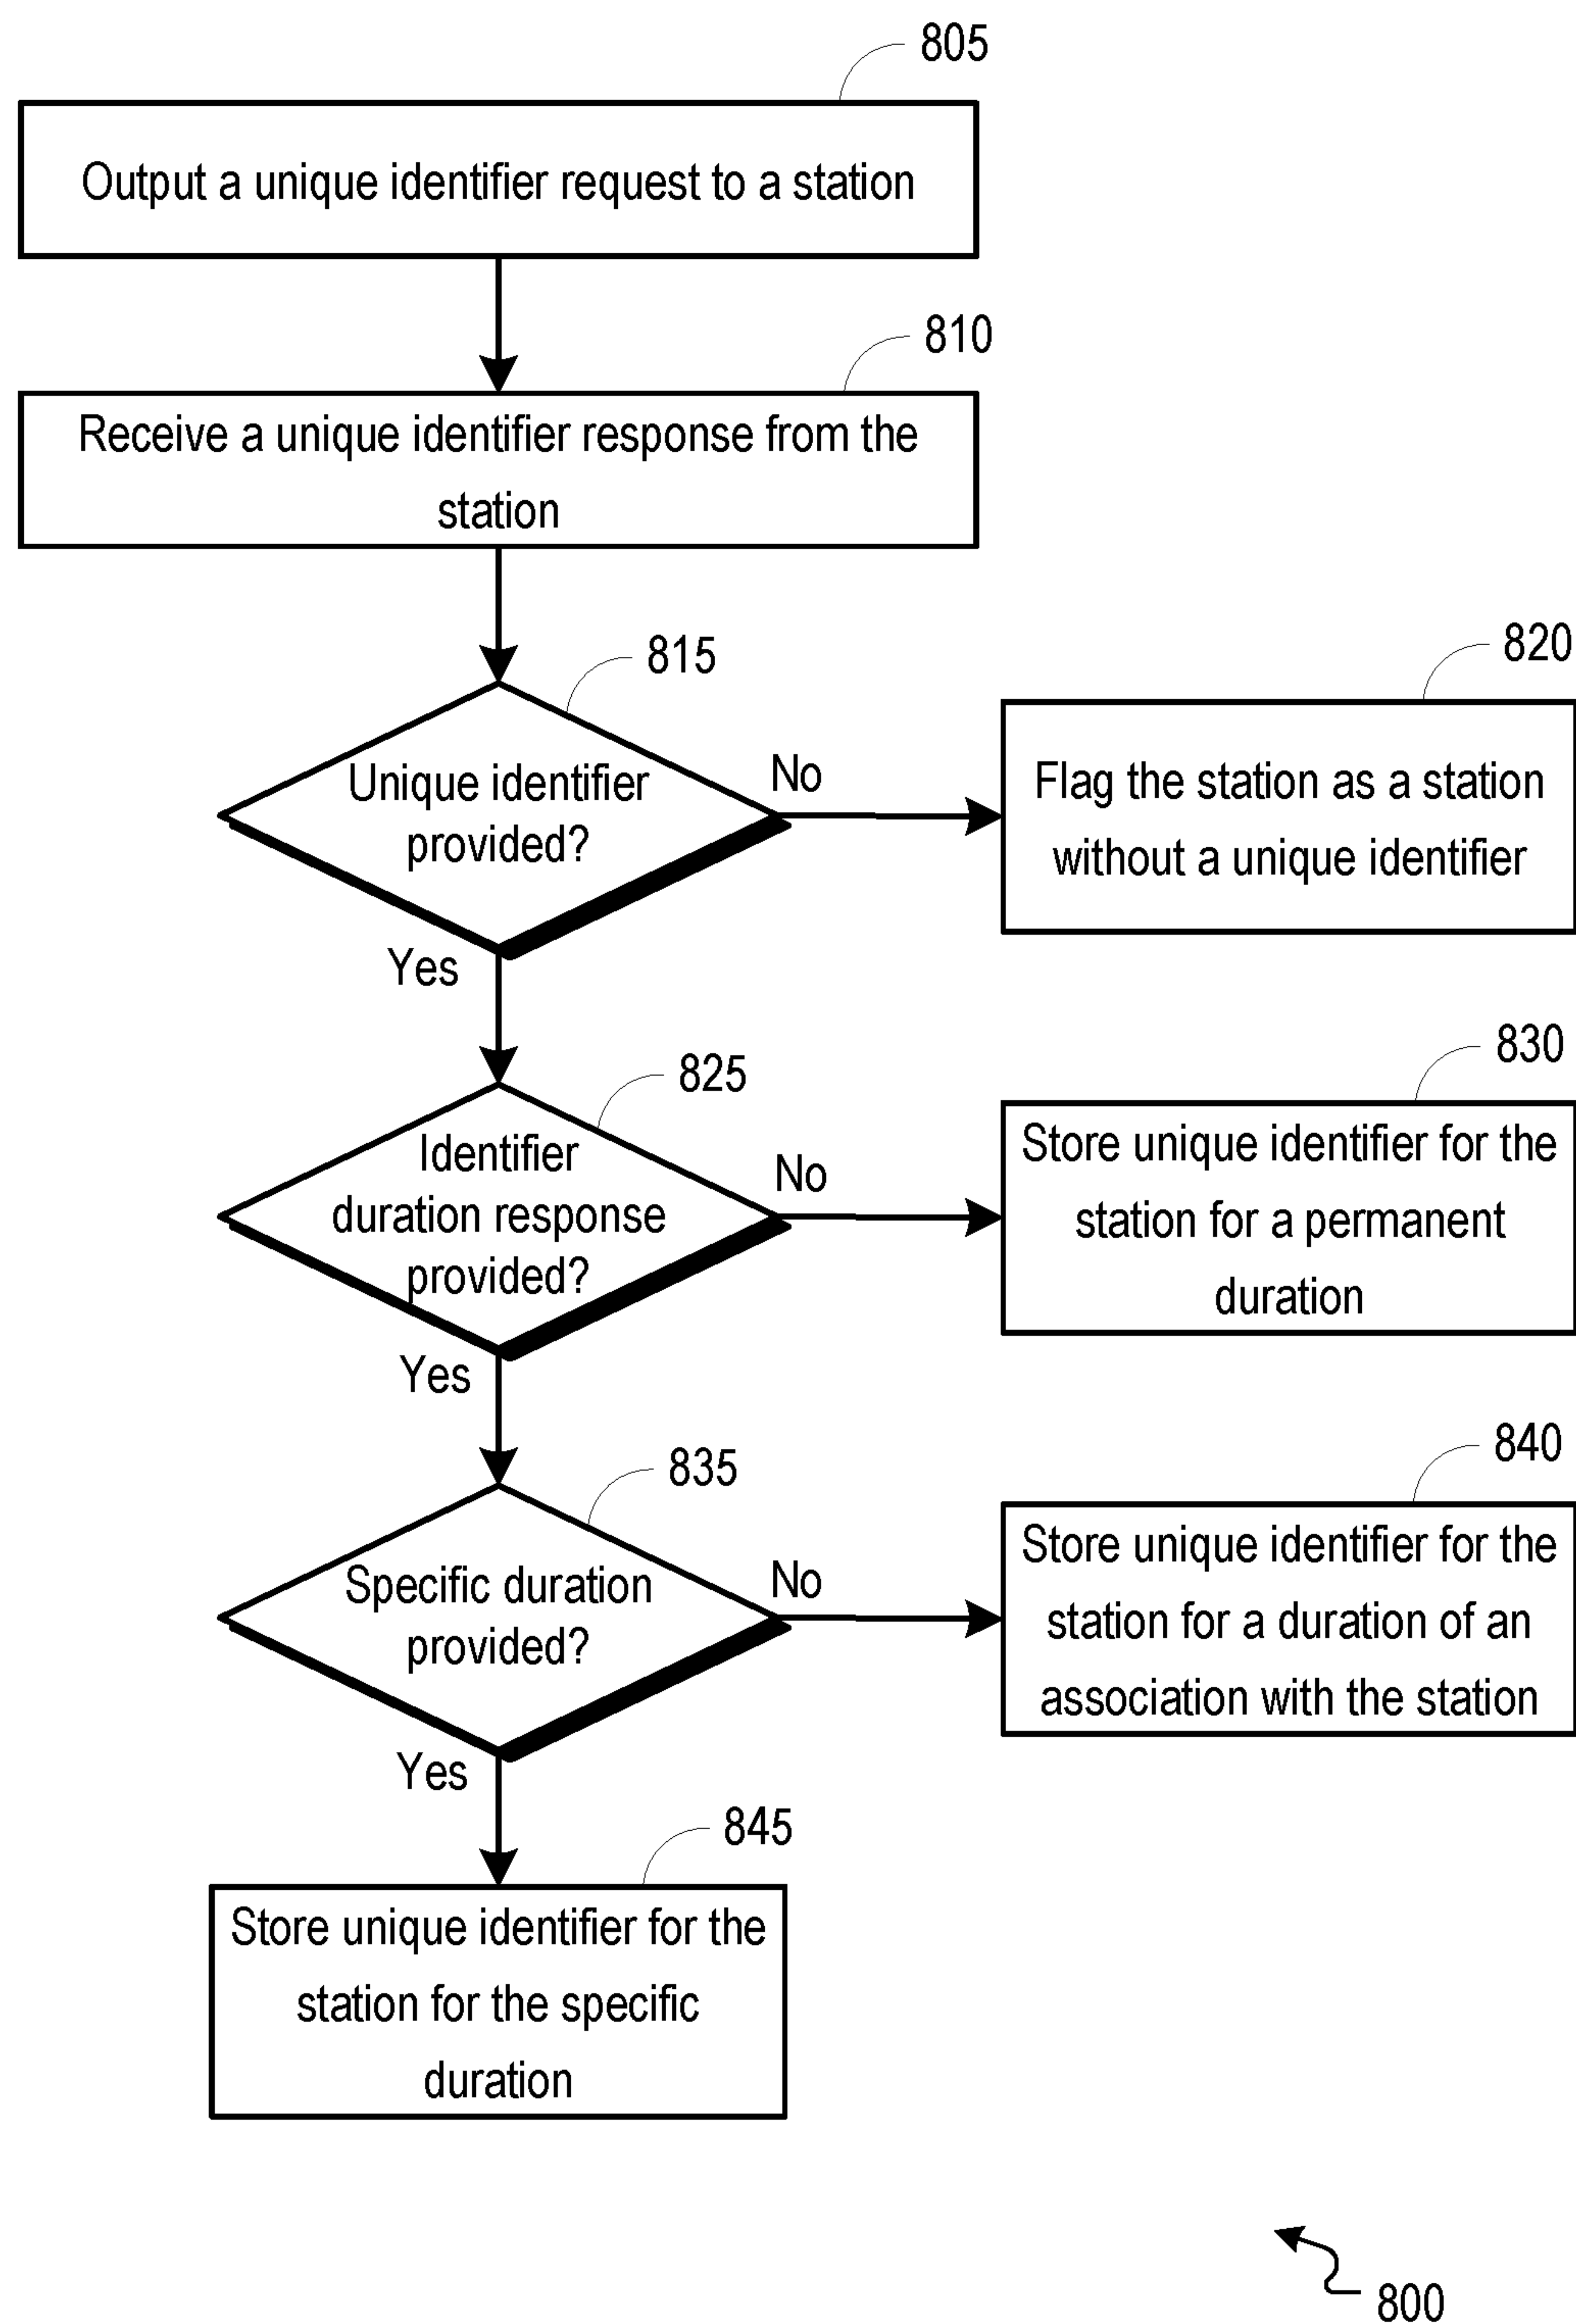 805
Output a unique identifier request to a station
810
Receive a unique identifier response from the
station
815
Unique identifier
provided?
No
Yes
820
Flag the station as a station
without a unique identifier
825
Identifier
duration response
provided?
No
Yes
830
Store unique identifier for the
station for a permanent
duration
835
Specific duration
provided?
No
Yes
840
Store unique identifier for the
station for a duration of an
association with the station
845
Store unique identifier for the
station for the specific
duration
800